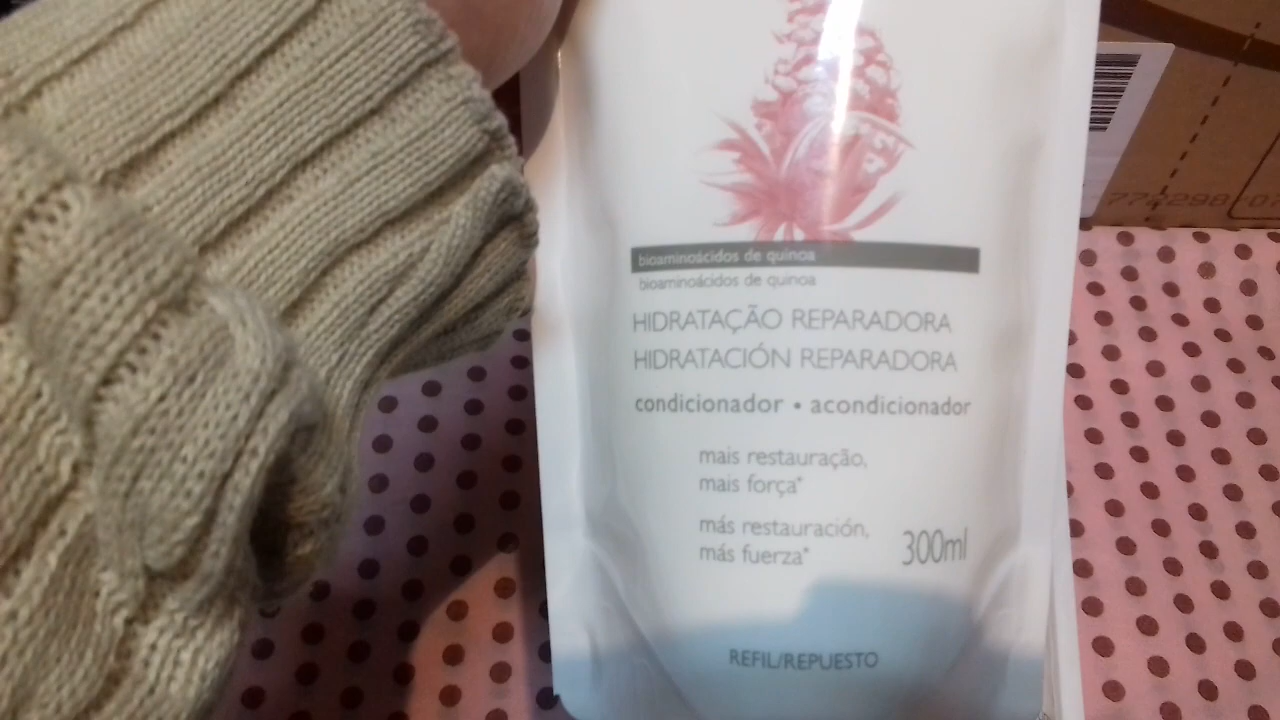 bioaminoácidos de quinoa
bioaminoácidos de quinoa
HIDRATAÇÃO REPARADORA
HIDRATACIÓN REPARADORA
condicionador • acondicionador
mais restauração,
mais força*
más restauración,
más fuerza*
300ml
REFIL/REPUESTO